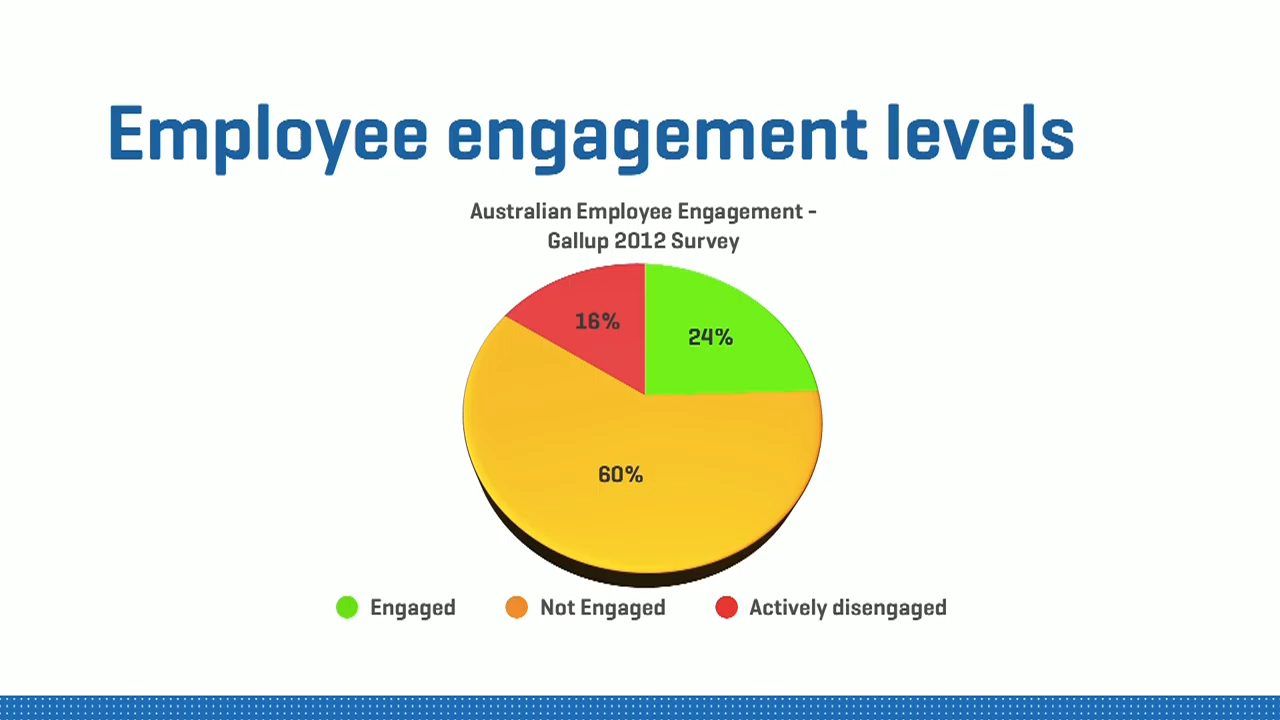 Employee engagement levels
Australian Employee Engagement -
Gallup 2012 Survey
16%
24%
60%
Engaged
Not Engaged
Actively disengaged